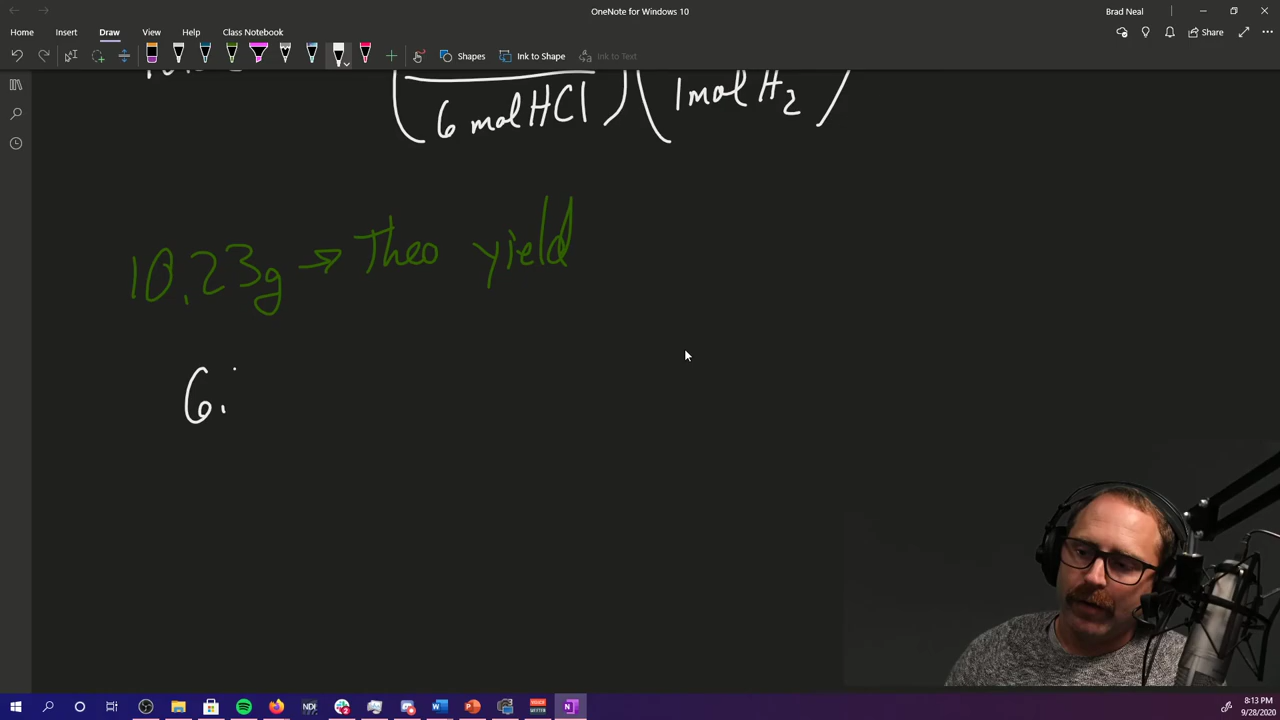 OneNote for Windows 10
Brad Neal
Home Insert Draw View Help Class Notebook
Share
Shapes Ink to Shape Ink to Text
6 mol HCl 1 mol H2
10.23g → Theo yield
6.
8:13 PM
9/28/2020